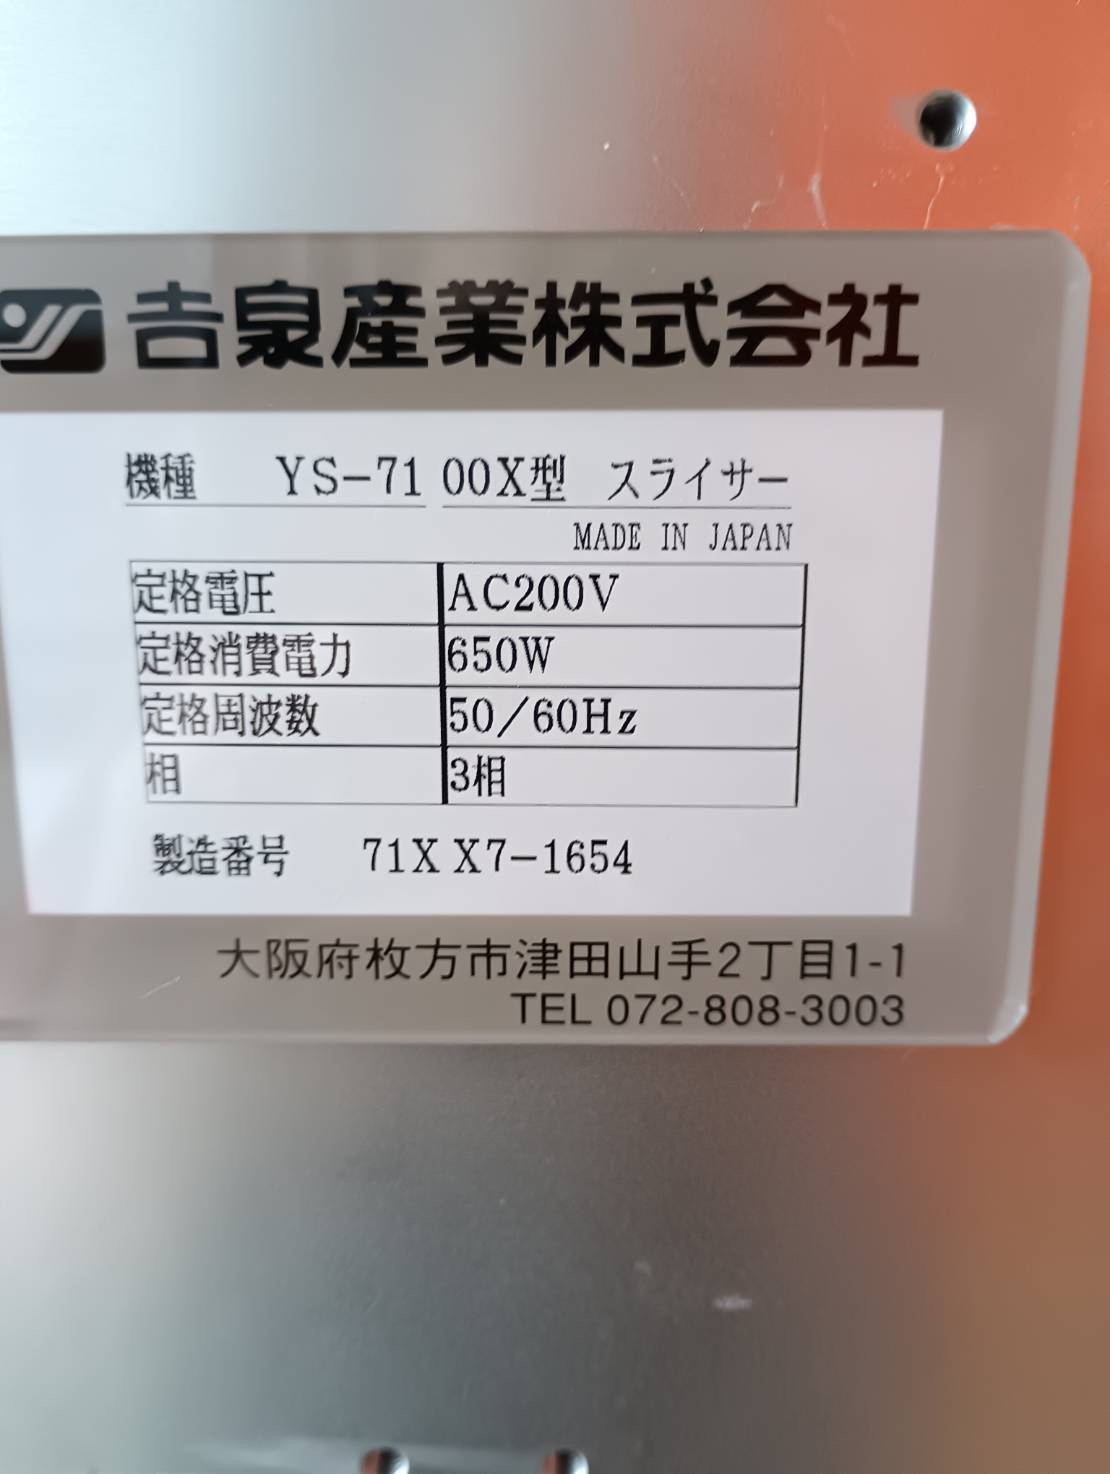 𠮷泉産業株式会社
機種 YS-7100X型 スライサー
MADE IN JAPAN
定格電圧 AC200V
定格消費電力 650W
定格周波数 50/60Hz
相 3相
製造番号 71XX7-1654
大阪府枚方市津田山手2丁目1-1
TEL 072-808-3003